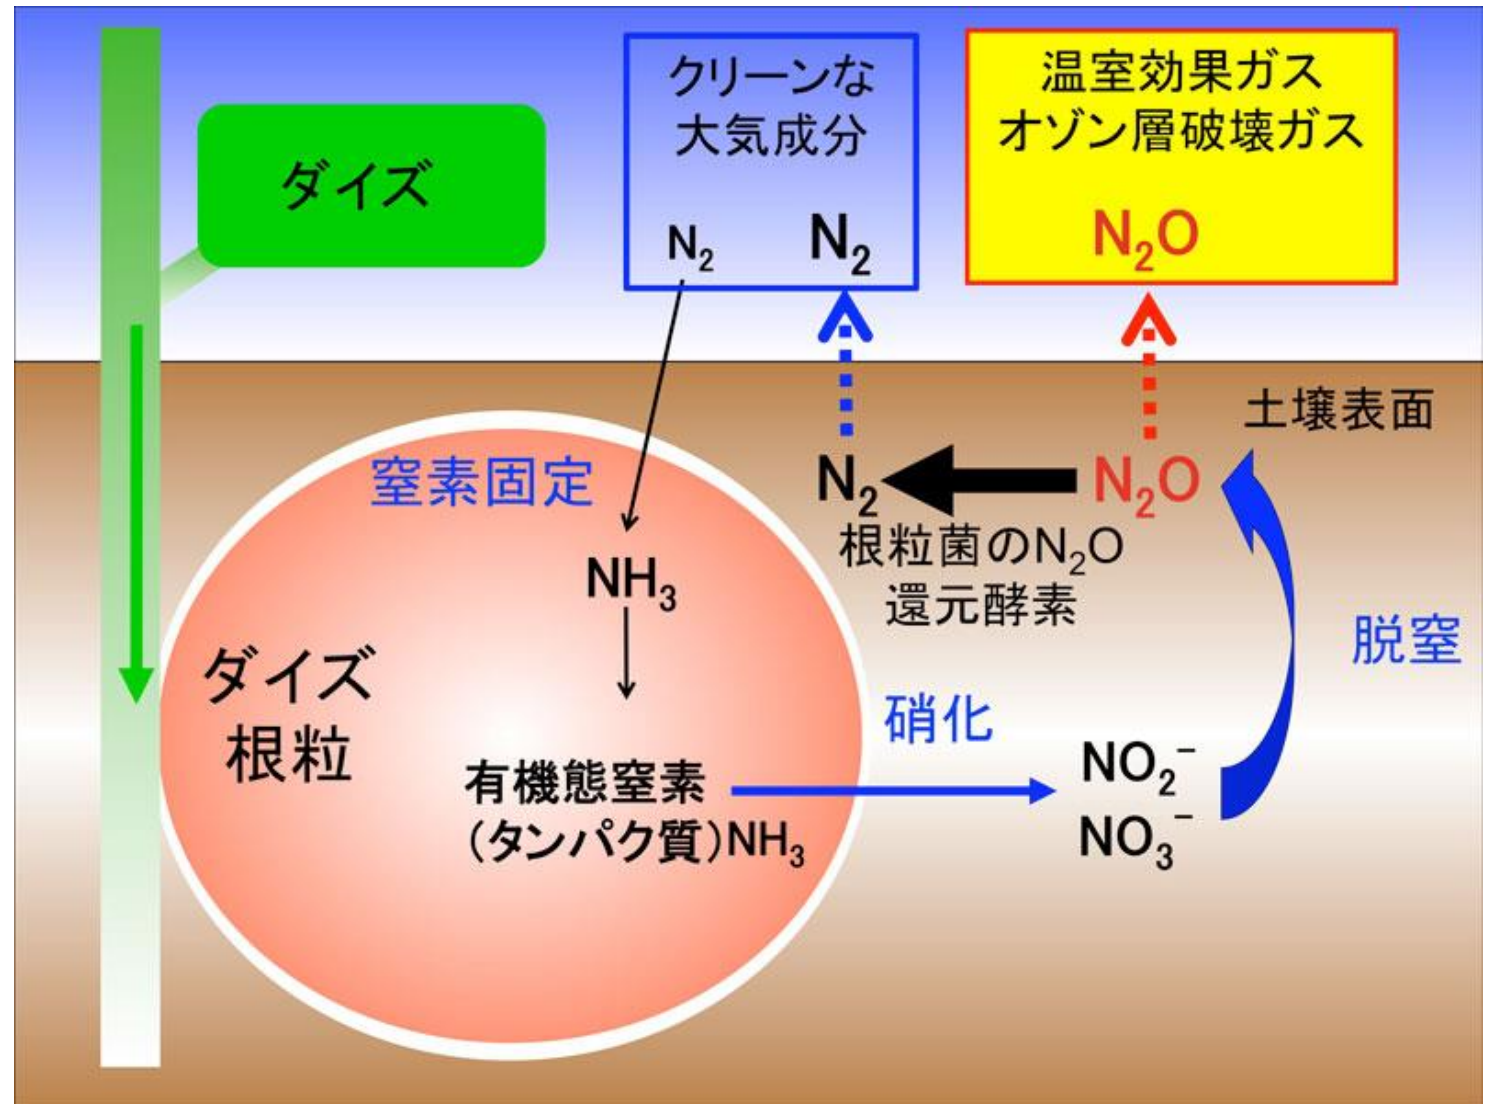 ダイズ
クリーンな
大気成分
N₂ N₂
温室効果ガス
オゾン層破壊ガス
N₂O
土壌表面
窒素固定
NH₃
ダイズ
根粒
有機態窒素
（タンパク質）NH₃
N₂
N₂O
根粒菌のN₂O
還元酵素
硝化
脱窒
NO₂⁻
NO₃⁻